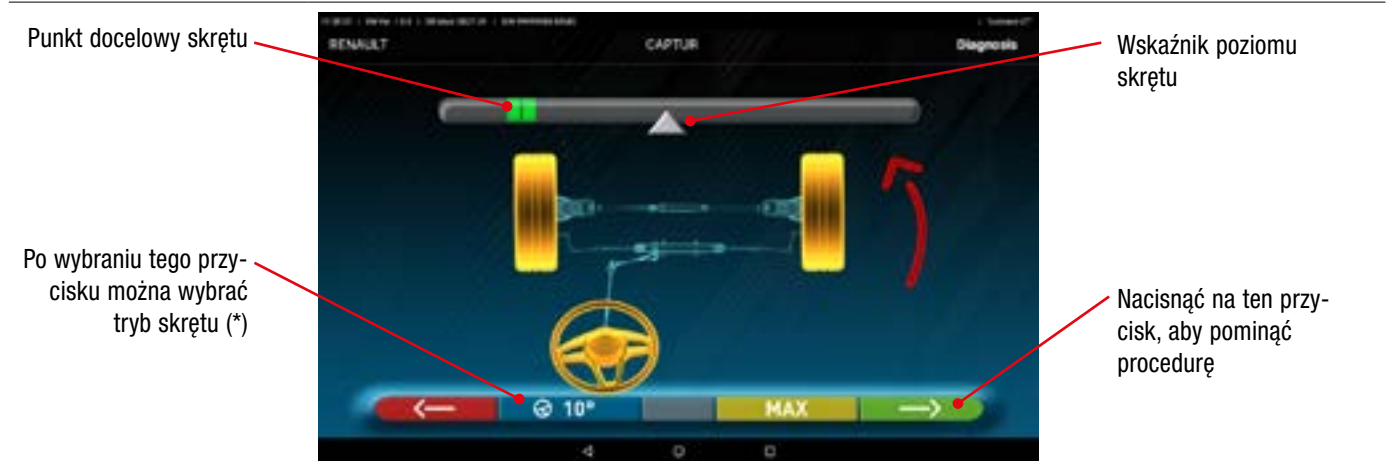 Punkt docelowy skrętu
Wskaźnik poziomu
skrętu
RENAULT
CAPTUR
Diagnosis
Po wybraniu tego przy-
cisku można wybrać
tryb skrętu (*)
Nacisnąć na ten przy-
cisk, aby pominąć
procedurę
10°
MAX